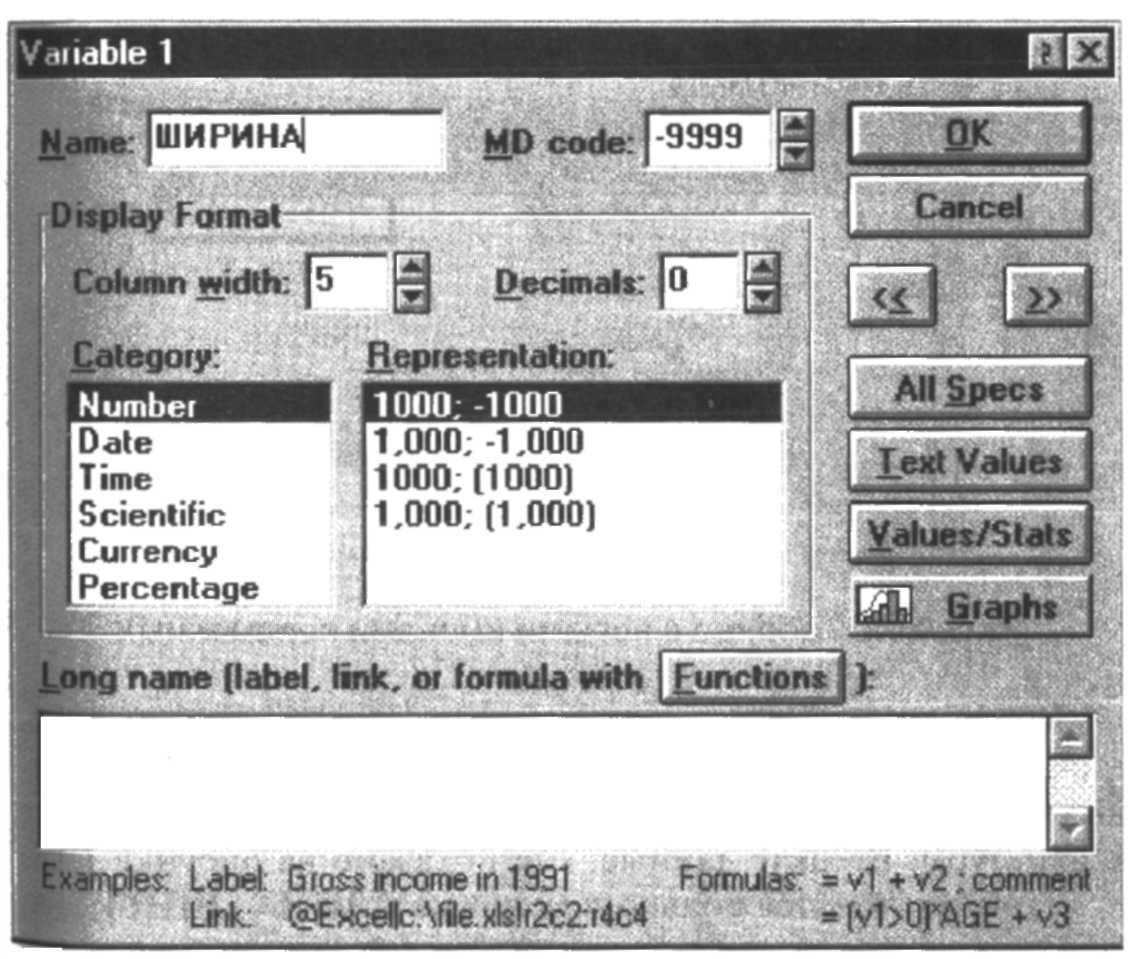 Variable 1
Name: ШИРИНА MD code: -9999 OK
Cancel
Display Format
Column width: 5 Decimals: 0 << >>
Category: Representation:
Number 1000; -1000 All Specs
Date 1,000; -1,000
Time 1000; (1000) Text Values
Scientific 1,000; (1,000)
Currency Values/Stats
Percentage Graphs
Long name (label, link, or formula with Functions ):
Examples: Label: Gross income in 1991 Formulas: = v1 + v2 ; comment
Link: @Excel|c:\file.xls!r2c2:r4c4 = (v1>0)*AGE + v3